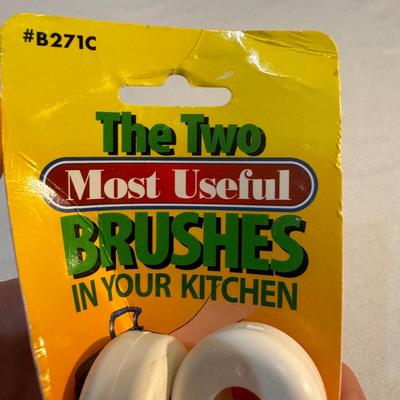 #B271C
The Two
Most Useful
BRUSHES
IN YOUR KITCHEN